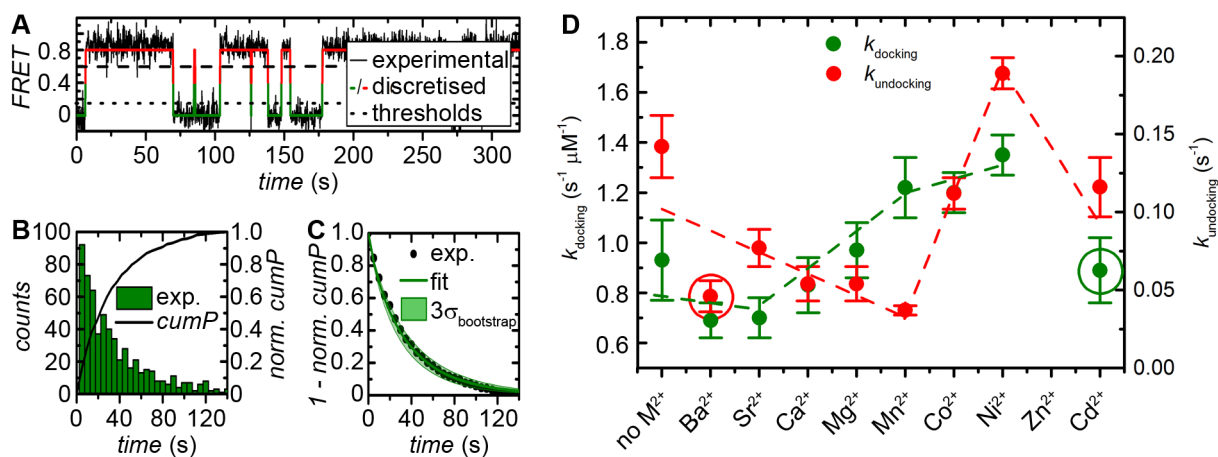 A
FRET
0.8
0.4
0
experimental
-/- discretised
thresholds
0 50 100 150 200 250 300
time (s)
B
counts
100
80
60
40
20
0
exp.
cumP
1.0
0.8
0.6
0.4
0.2
0.0
norm. cumP
0 40 80 120
time (s)
C
1 - norm. cumP
1.0
0.8
0.6
0.4
0.2
0
exp.
fit
3σbootstrap
0 40 80 120
time (s)
D
kdocking
kundocking
kdocking (s-1 μM-1)
1.8
1.6
1.4
1.2
1.0
0.8
0.6
0.20
0.15
0.10
0.05
0.00
kundocking (s-1)
no M2+ Ba2+ Sr2+ Ca2+ Mg2+ Mn2+ Co2+ Ni2+ Zn2+ Cd2+